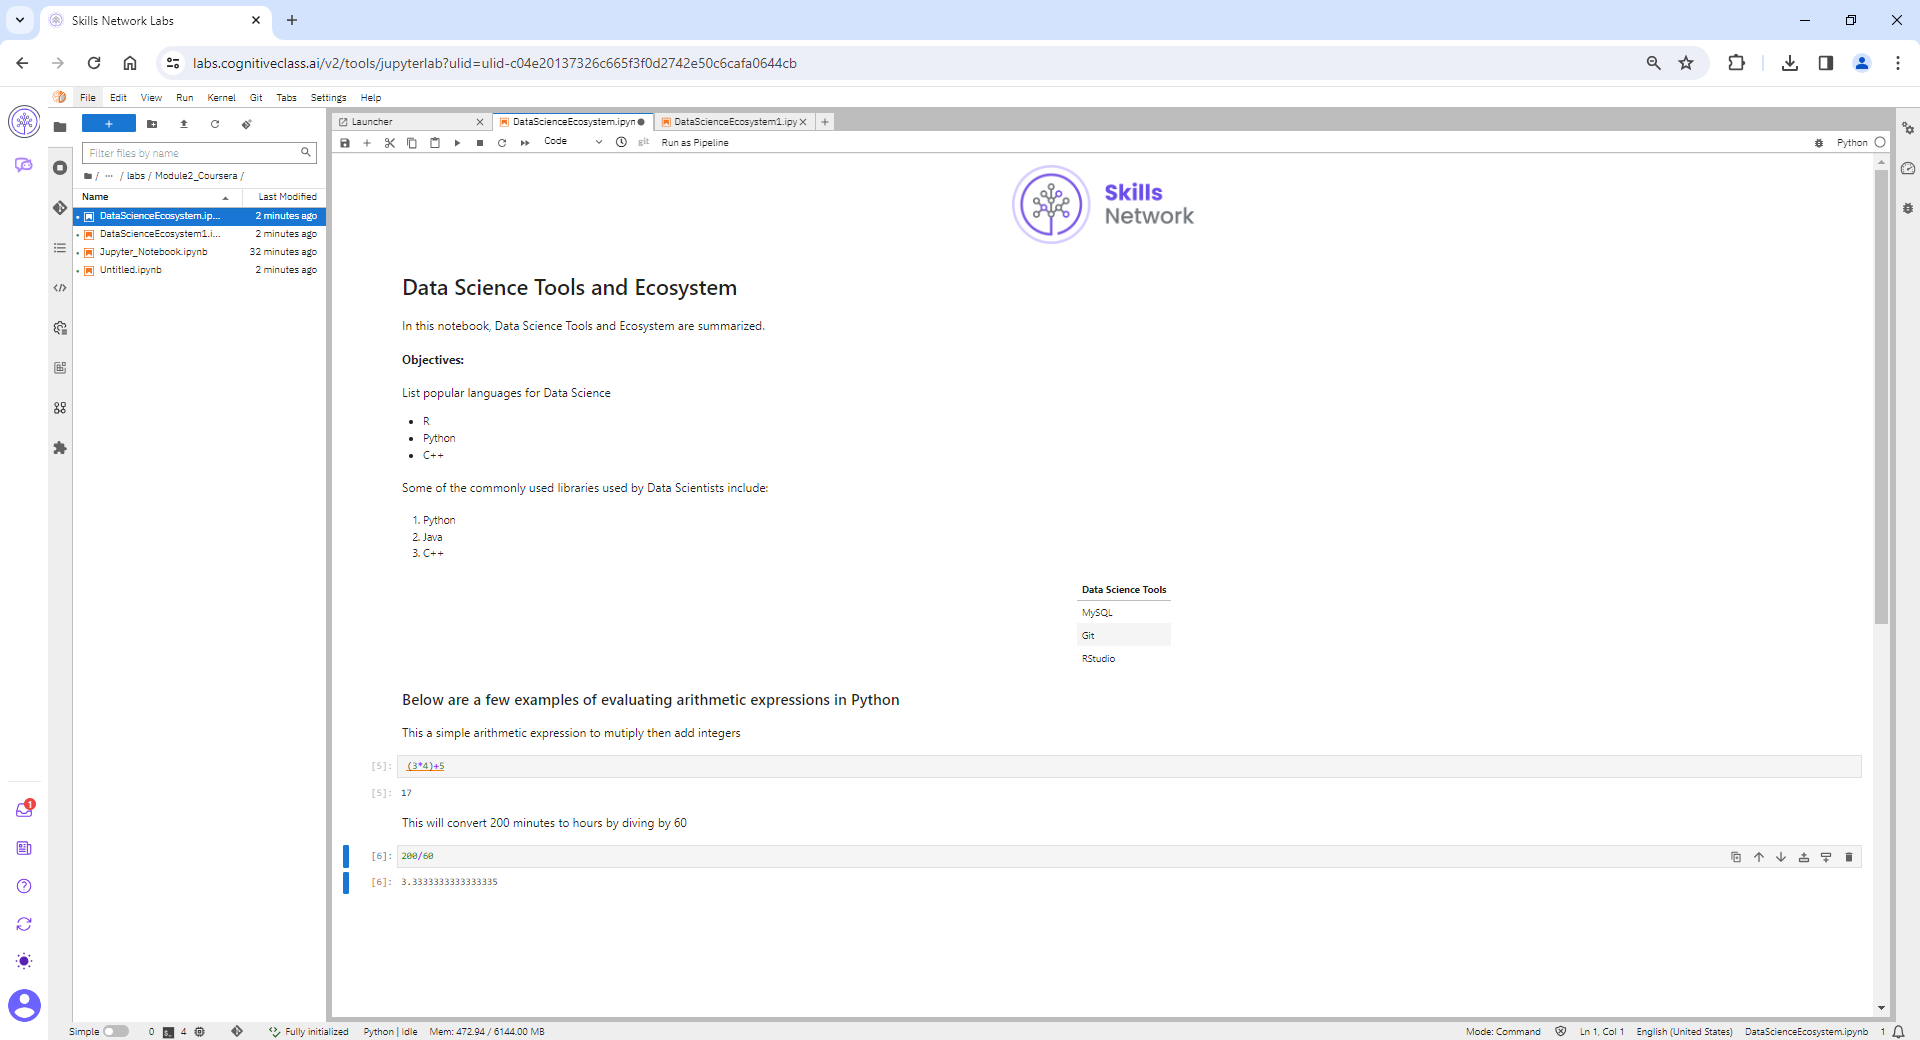 Skills Network Labs
labs.cognitiveclass.ai/v2/tools/jupyterlab?ulid=ulid-c04e20137326c665f3f0d2742e50c6cafa0644cb
File Edit View Run Kernel Git Tabs Settings Help
Launcher DataScienceEcosystem.ipyn DataScienceEcosystem1.ipy
Code git Run as Pipeline Python
Filter files by name
/ ... / labs / Module2_Coursera /
Name Last Modified
DataScienceEcosystem.ip... 2 minutes ago
DataScienceEcosystem1.i... 2 minutes ago
Jupyter_Notebook.ipynb 32 minutes ago
Untitled.ipynb 2 minutes ago
Skills
Network
Data Science Tools and Ecosystem
In this notebook, Data Science Tools and Ecosystem are summarized.
Objectives:
List popular languages for Data Science
• R
• Python
• C++
Some of the commonly used libraries used by Data Scientists include:
1. Python
2. Java
3. C++
Data Science Tools
MySQL
Git
RStudio
Below are a few examples of evaluating arithmetic expressions in Python
This a simple arithmetic expression to mutiply then add integers
[5]: (3*4)+5
[5]: 17
This will convert 200 minutes to hours by diving by 60
[6]: 200/60
[6]: 3.3333333333333335
1
Simple 0 4 Fully initialized Python | Idle Mem: 472.94 / 6144.00 MB Mode: Command Ln 1, Col 1 English (United States) DataScienceEcosystem.ipynb 1